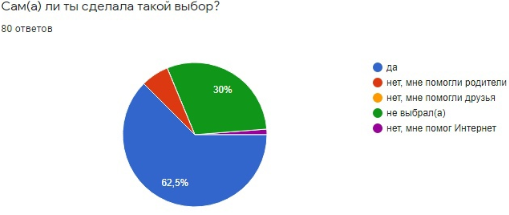 Сам(а) ли ты сделала такой выбор?
80 ответов
30%
62,5%
да
нет, мне помогли родители
нет, мне помогли друзья
не выбрал(а)
нет, мне помог Интернет